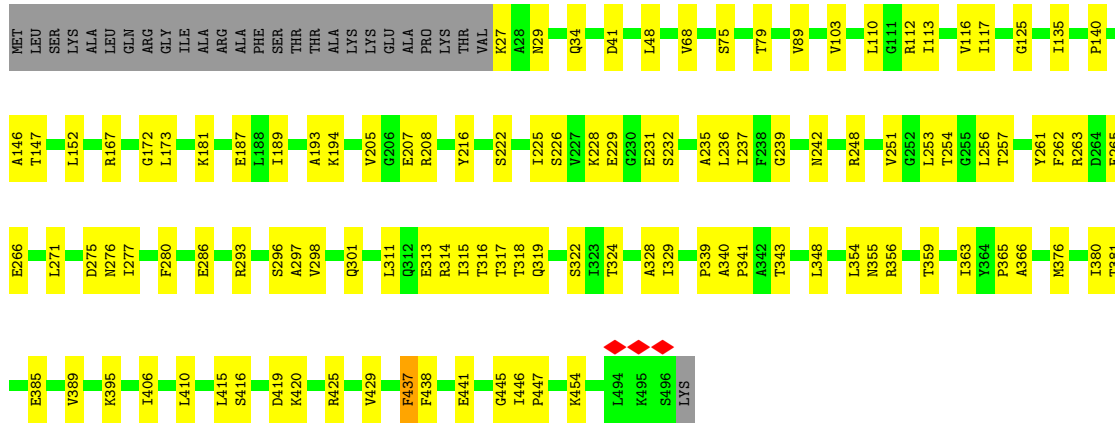 MET LEU SER LYS ALA LEU GLN ARG GLY ILE ALA ARG ALA PHE SER THR THR ALA LYS LYS GLU ALA PRO LYS THR VAL K27 A28 N29 Q34 D41 L48 V68 S75 T79 V89 V103 L110 G111 R112 I113 V116 I117 G125 I135 P140
A146 T147 L152 R167 G172 L173 K181 E187 L188 I189 A193 K194 V205 G206 E207 R208 Y216 S222 I225 S226 V227 K228 E229 G230 E231 S232 A235 L236 I237 F238 G239 N242 R248 V251 G252 L253 T254 G255 L256 T257 Y261 F262 R263 D264 E265
E266 L271 D275 N276 I277 F280 E286 R293 S296 A297 V298 Q301 L311 Q312 E313 R314 I315 T316 T317 T318 Q319 S322 I323 T324 A328 I329 P339 A340 P341 A342 T343 L348 L354 N355 R356 T359 I363 Y364 P365 A366 M376 I380 T381
E385 V389 K395 I406 L410 L415 S416 D419 K420 R425 V429 F437 F438 E441 G445 I446 P447 K454 L494 K495 S496 LYS